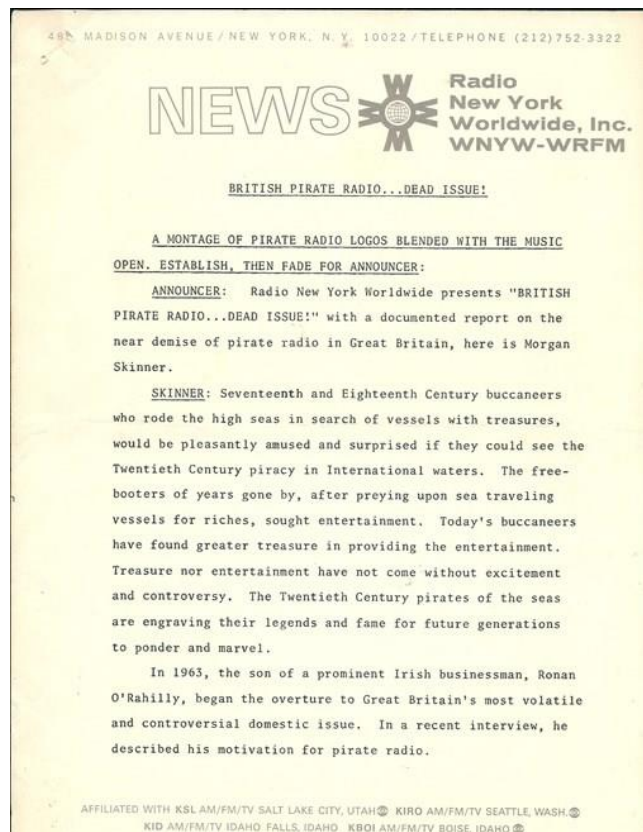 MADISON AVENUE/NEW YORK, N.Y. 10022/TELEPHONE (212)752-3322
NEWS
Radio
New York
Worldwide, Inc.
WNYW-WRFM
BRITISH PIRATE RADIO...DEAD ISSUE!
A MONTAGE OF PIRATE RADIO LOGOS BLENDED WITH THE MUSIC
OPEN. ESTABLISH, THEN FADE FOR ANNOUNCER:
ANNOUNCER: Radio New York Worldwide presents "BRITISH
PIRATE RADIO...DEAD ISSUE!" with a documented report on the
near demise of pirate radio in Great Britain, here is Morgan
Skinner.
SKINNER: Seventeenth and Eighteenth Century buccaneers
who rode the high seas in search of vessels with treasures,
would be pleasantly amused and surprised if they could see the
Twentieth Century piracy in International waters. The free-
booters of years gone by, after preying upon sea traveling
vessels for riches, sought entertainment. Today's buccaneers
have found greater treasure in providing the entertainment.
Treasure nor entertainment have not come without excitement
and controversy. The Twentieth Century pirates of the seas
are engraving their legends and fame for future generations
to ponder and marvel.
In 1963, the son of a prominent Irish businessman, Ronan
O'Rahilly, began the overture to Great Britain's most volatile
and controversial domestic issue. In a recent interview, he
described his motivation for pirate radio.
AFFILIATED WITH KSL AM/FM/TV SALT LAKE CITY, UTAH KIRO AM/FM/TV SEATTLE, WASH.
KID AM/FM/TV IDAHO FALLS, IDAHO KBOI AM/FM/TV BOISE, IDAHO